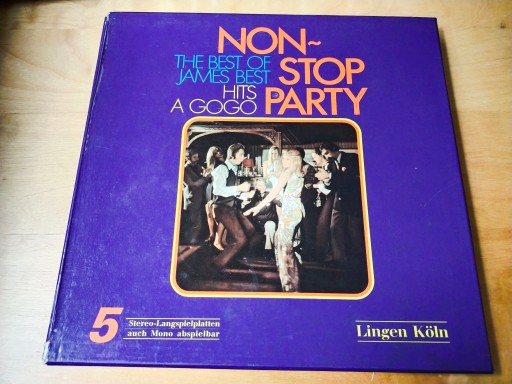 NON~
STOP
PARTY
THE BEST OF
JAMES BEST
HITS
A GOGO
5
Stereo-Langspielplatten
auch Mono abspielbar
Lingen Köln